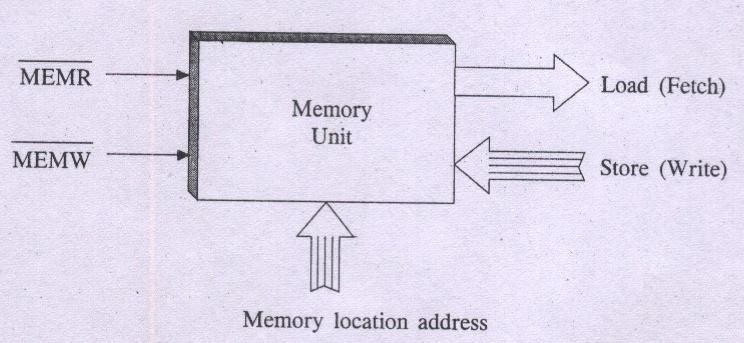 MEMR
MEMW
Memory
Unit
Load (Fetch)
Store (Write)
Memory location address